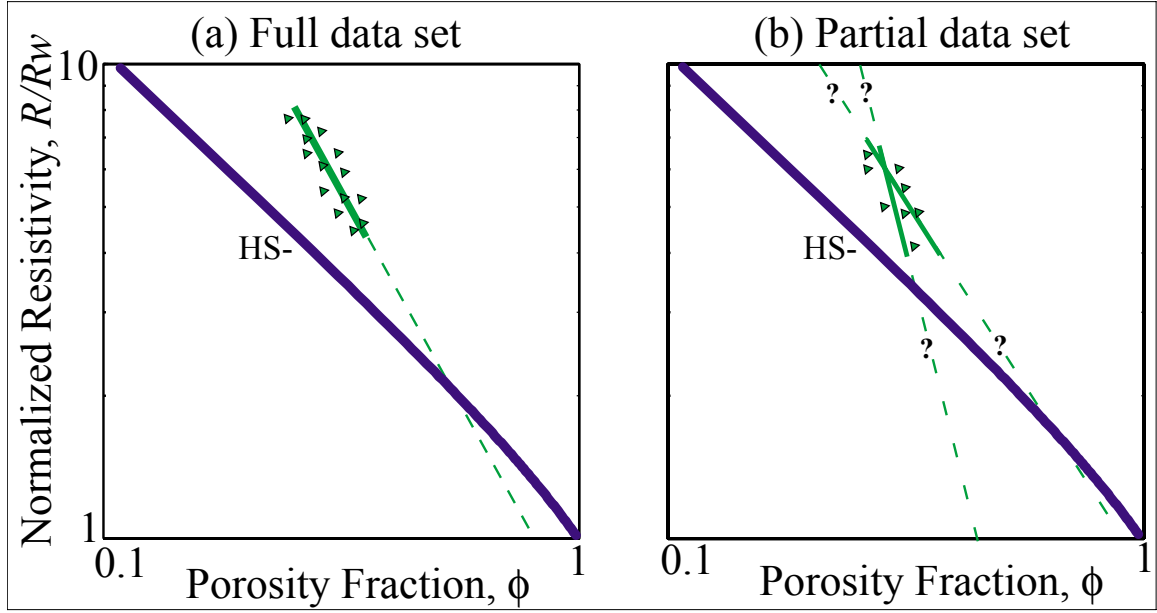 (a) Full data set
(b) Partial data set
Normalized Resistivity, R/Rw
10
1
HS-
0.1
1
Porosity Fraction, ϕ
?
?
HS-
?
?
0.1
1
Porosity Fraction, ϕ